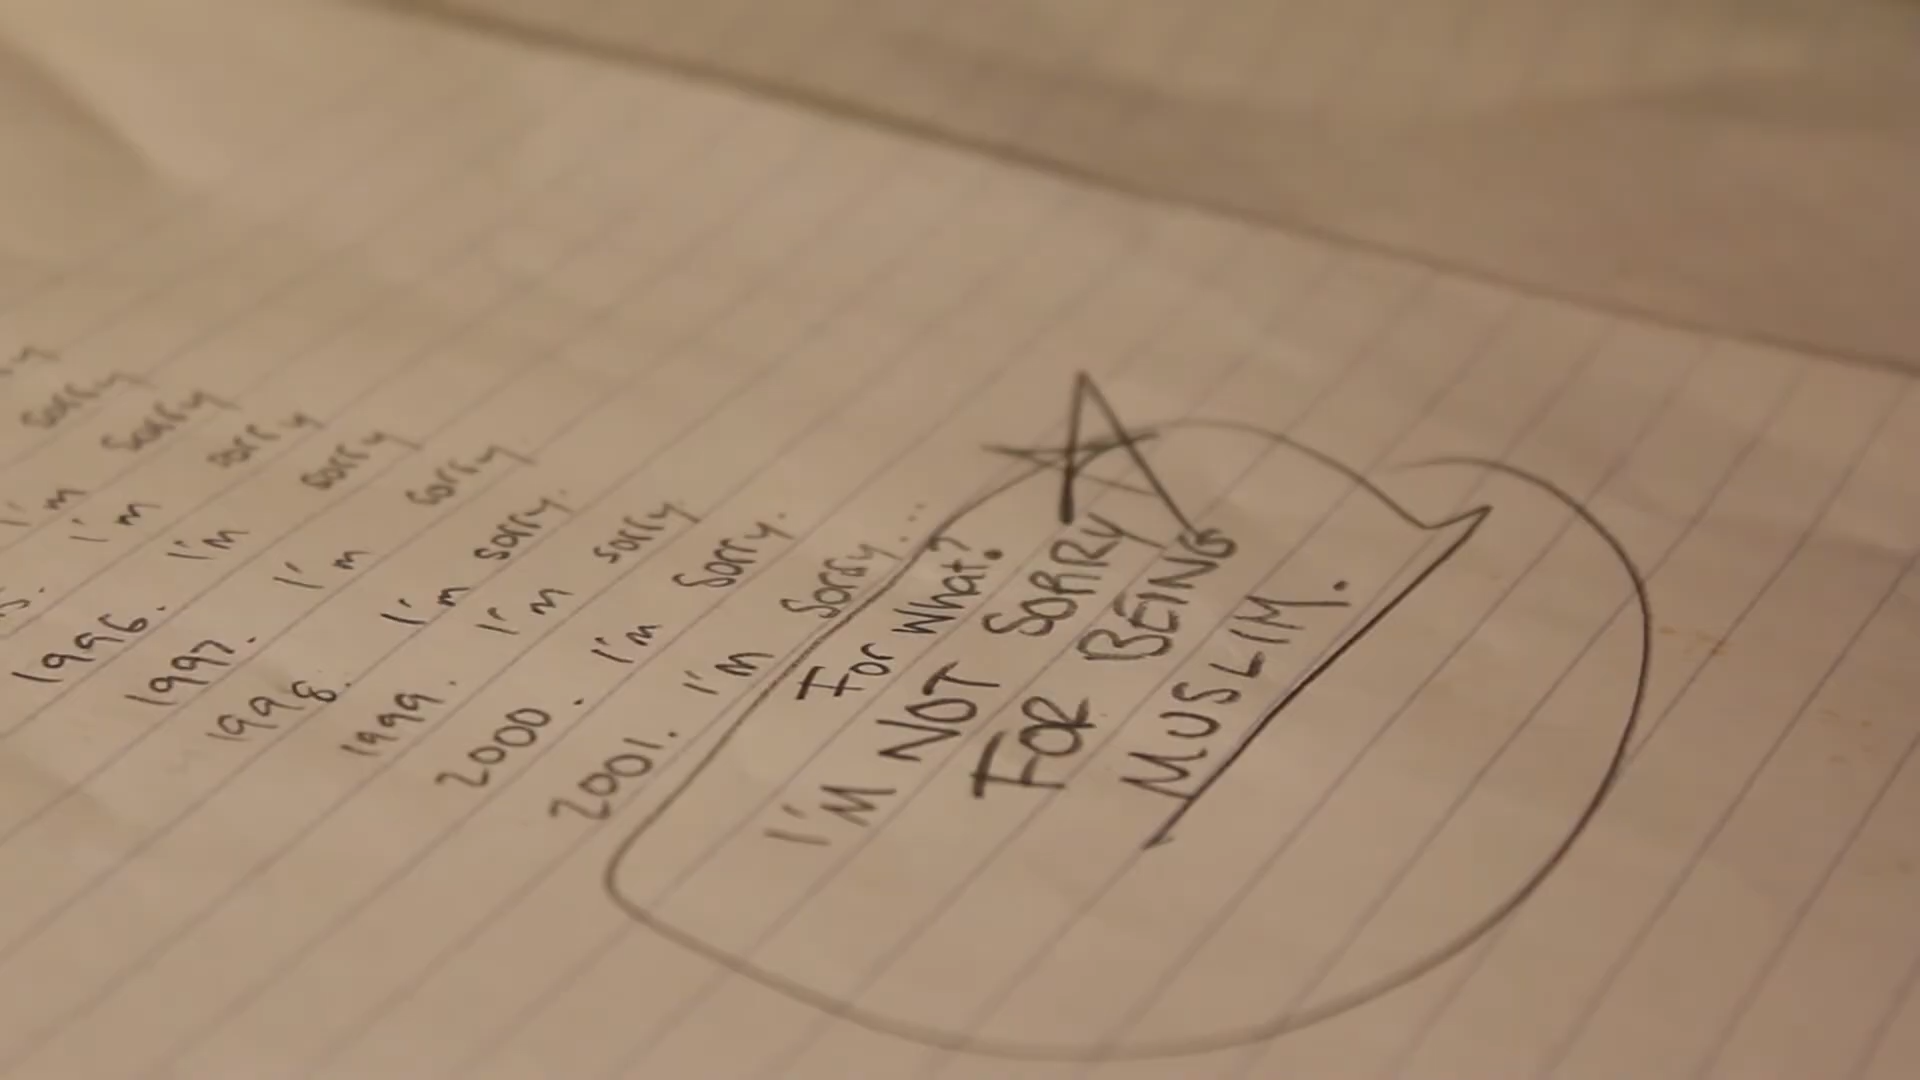 sorry
I'm sorry
I'm sorry
1996. I'm sorry
1997. I'm sorry
1998. I'm sorry.
1999. I'm sorry
2000. I'm sorry.
2001. I'm sorry...
For What?
I'M NOT SORRY
FOR BEING
MUSLIM.